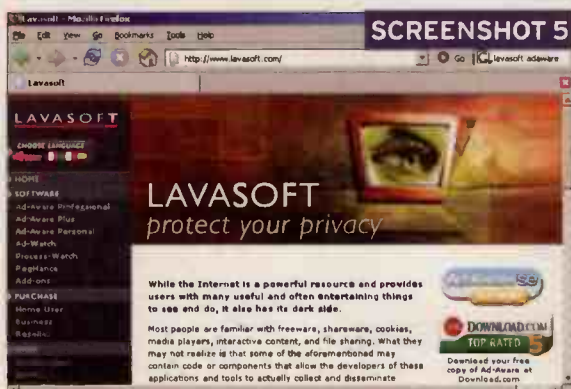 SCREENSHOT 5
Lavasoft - Mozilla Firefox
File Edit View Go Bookmarks Tools Help
http://www.lavasoft.com/
Go
lavasoft adaware
Lavasoft
LAVASOFT
CHOOSE LANGUAGE
HOME
SOFTWARE
Ad-Aware Professional
Ad-Aware Plus
Ad-Aware Personal
Ad-Watch
Process-Watch
RegHance
Add-ons
PURCHASE
Home User
Business
LAVASOFT
protect your privacy
While the Internet is a powerful resource and provides
users with many useful and often entertaining things
to see end do, it also has its dark side.
Most people are familiar with freeware, shareware, cookies,
media players, interactive content, and file sharing. What they
may not realize is that some of the aforementioned may
contain code or components that allow the developers of these
applications and tools to actually collect and disseminate
DOWNLOAD.COM
TOP RATED 5
Download your free
copy of Ad-Aware at
Download.com